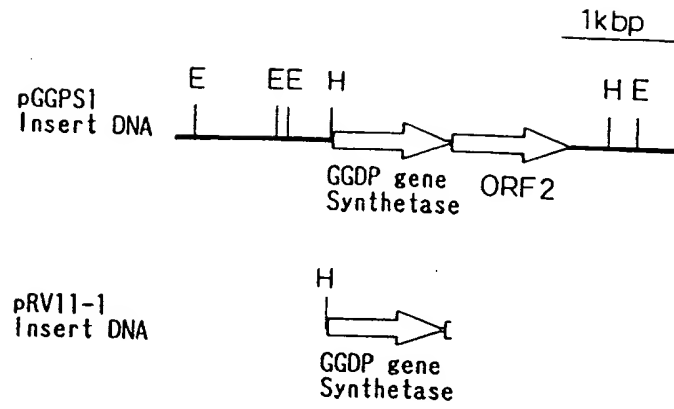 1kbp
E EE H H E
pGGPS1
Insert DNA
GGDP gene
Synthetase
ORF2
H
pRV11-1
Insert DNA
GGDP gene
Synthetase